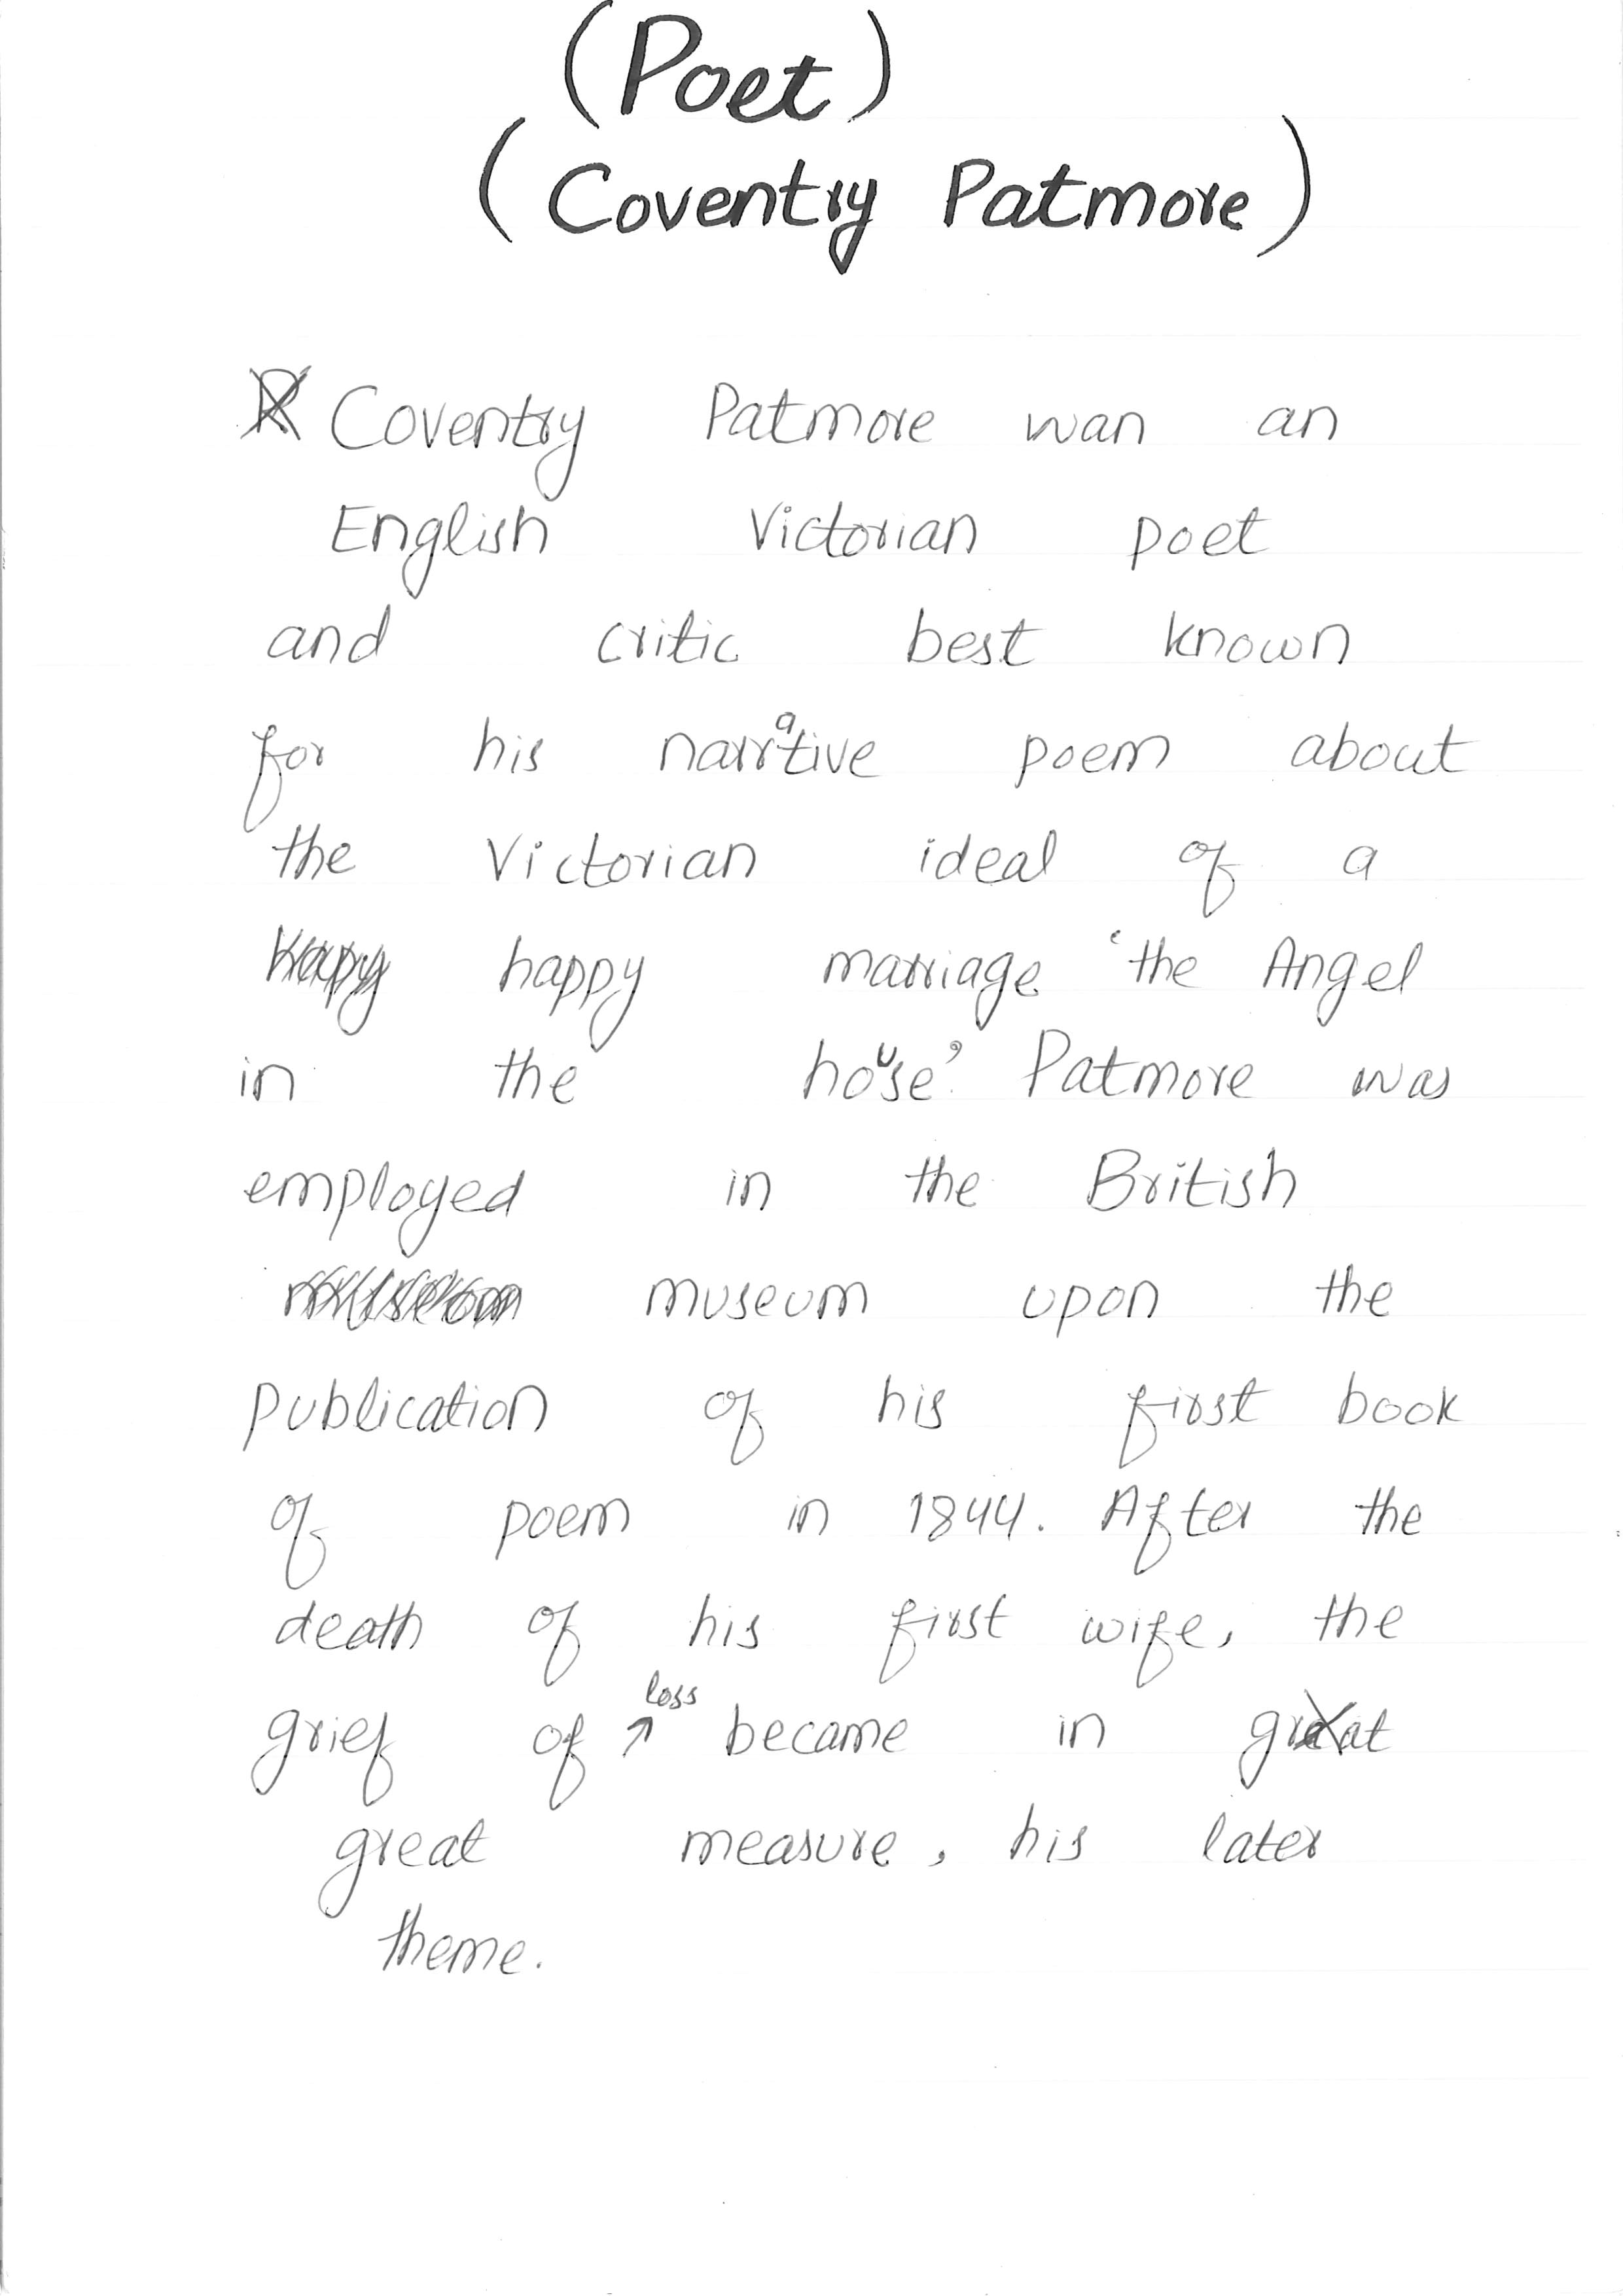 (Poet)
(Coventry Patmore)
Coventry Patmore wan an
English Victorian poet
and critic best known
for his narrative poem about
the Victorian ideal of a
happy marriage 'the Angel
in the house'. Patmore was
employed in the British
museum upon the
publication of his first book
of poem in 1844. After the
death of his first wife, the
grief of loss became in
great measure, his later
theme.